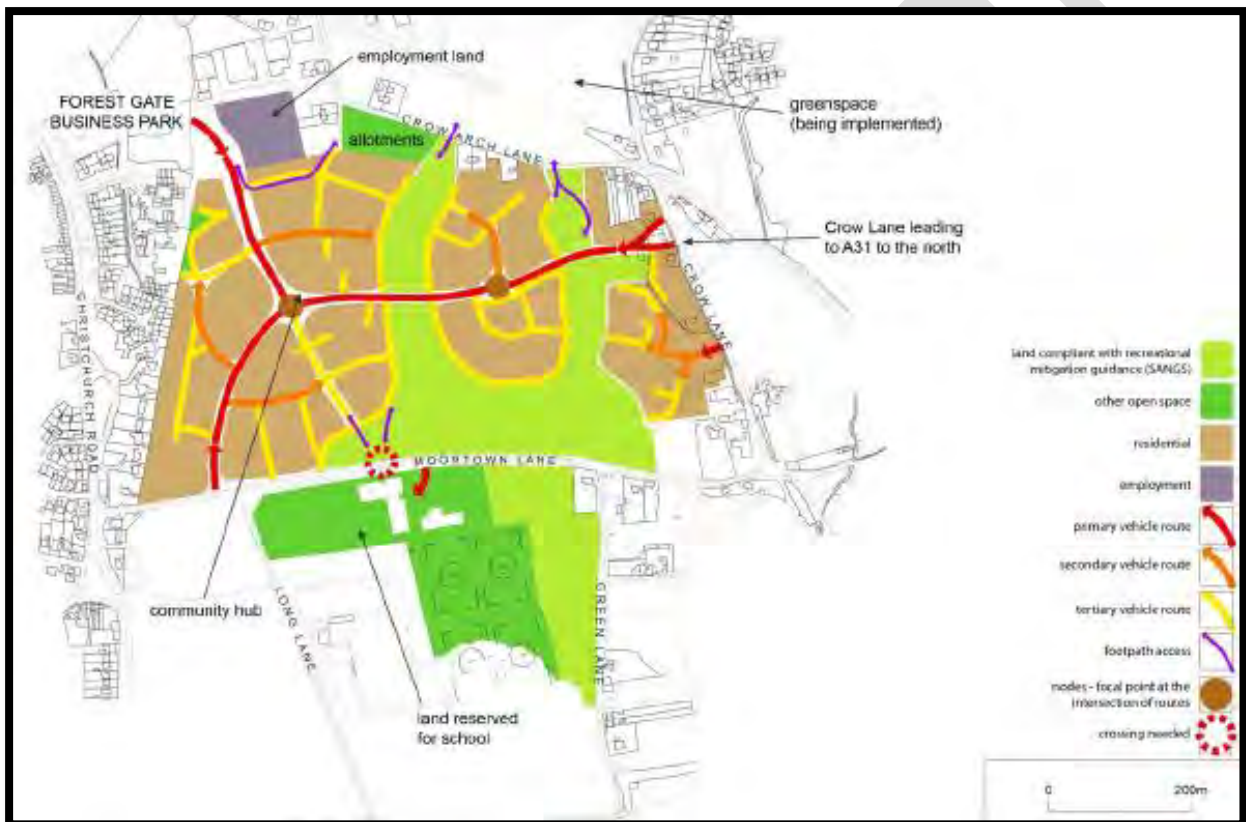 employment land
FOREST GATE
BUSINESS PARK
greenspace
(being implemented)
allotments
CROW ARCH LANE
Crow Lane leading
to A31 to the north
CROW LANE
CHRISTCHURCH ROAD
MOORTOWN LANE
community hub
LONG LANE
GREEN LANE
land reserved
for school
land compliant with recreational
mitigation guidance (SANGS)
other open space
residential
employment
primary vehicle route
secondary vehicle route
tertiary vehicle route
footpath access
nodes - focal point at the
intersection of routes
crossing needed
0 200m